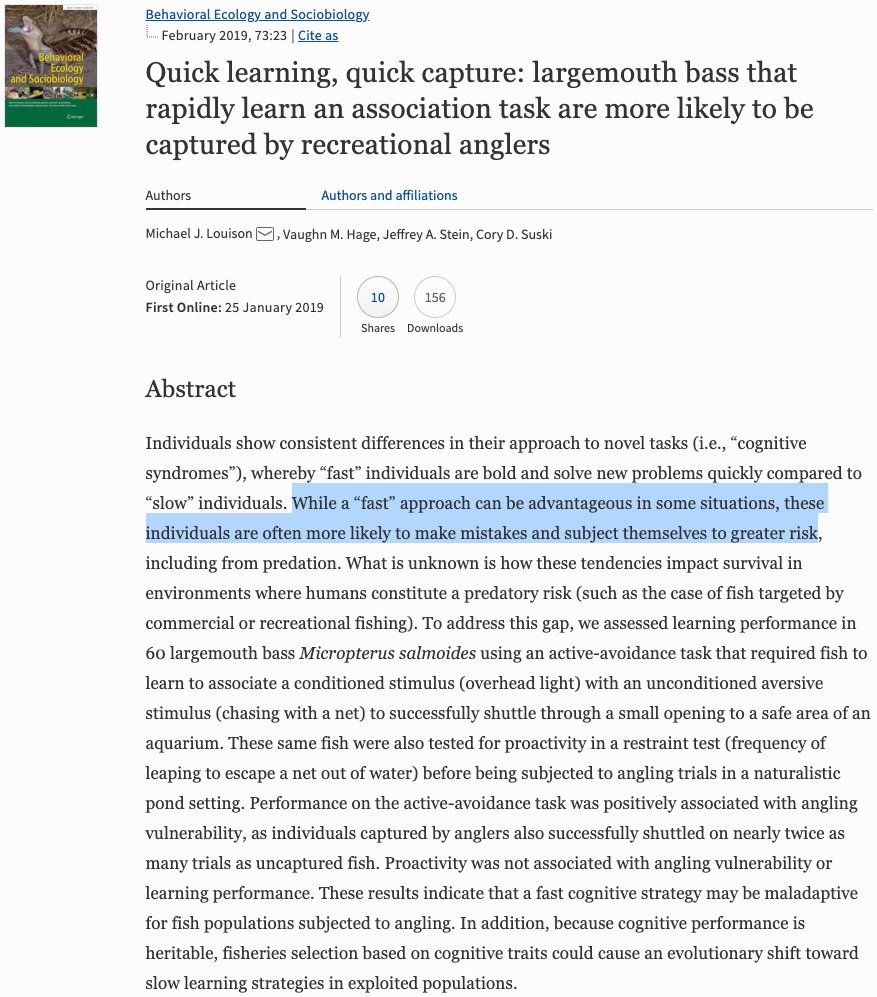 Behavioral
Ecology
and Sociobiology
Behavioral Ecology and Sociobiology
February 2019, 73:23 | Cite as
Quick learning, quick capture: largemouth bass that
rapidly learn an association task are more likely to be
captured by recreational anglers
Authors
Authors and affiliations
Michael J. Louison , Vaughn M. Hage, Jeffrey A. Stein, Cory D. Suski
Original Article
First Online: 25 January 2019
10
Shares
156
Downloads
Abstract
Individuals show consistent differences in their approach to novel tasks (i.e., “cognitive
syndromes”), whereby “fast” individuals are bold and solve new problems quickly compared to
“slow” individuals. While a “fast” approach can be advantageous in some situations, these
individuals are often more likely to make mistakes and subject themselves to greater risk,
including from predation. What is unknown is how these tendencies impact survival in
environments where humans constitute a predatory risk (such as the case of fish targeted by
commercial or recreational fishing). To address this gap, we assessed learning performance in
60 largemouth bass Micropterus salmoides using an active-avoidance task that required fish to
learn to associate a conditioned stimulus (overhead light) with an unconditioned aversive
stimulus (chasing with a net) to successfully shuttle through a small opening to a safe area of an
aquarium. These same fish were also tested for proactivity in a restraint test (frequency of
leaping to escape a net out of water) before being subjected to angling trials in a naturalistic
pond setting. Performance on the active-avoidance task was positively associated with angling
vulnerability, as individuals captured by anglers also successfully shuttled on nearly twice as
many trials as uncaptured fish. Proactivity was not associated with angling vulnerability or
learning performance. These results indicate that a fast cognitive strategy may be maladaptive
for fish populations subjected to angling. In addition, because cognitive performance is
heritable, fisheries selection based on cognitive traits could cause an evolutionary shift toward
slow learning strategies in exploited populations.